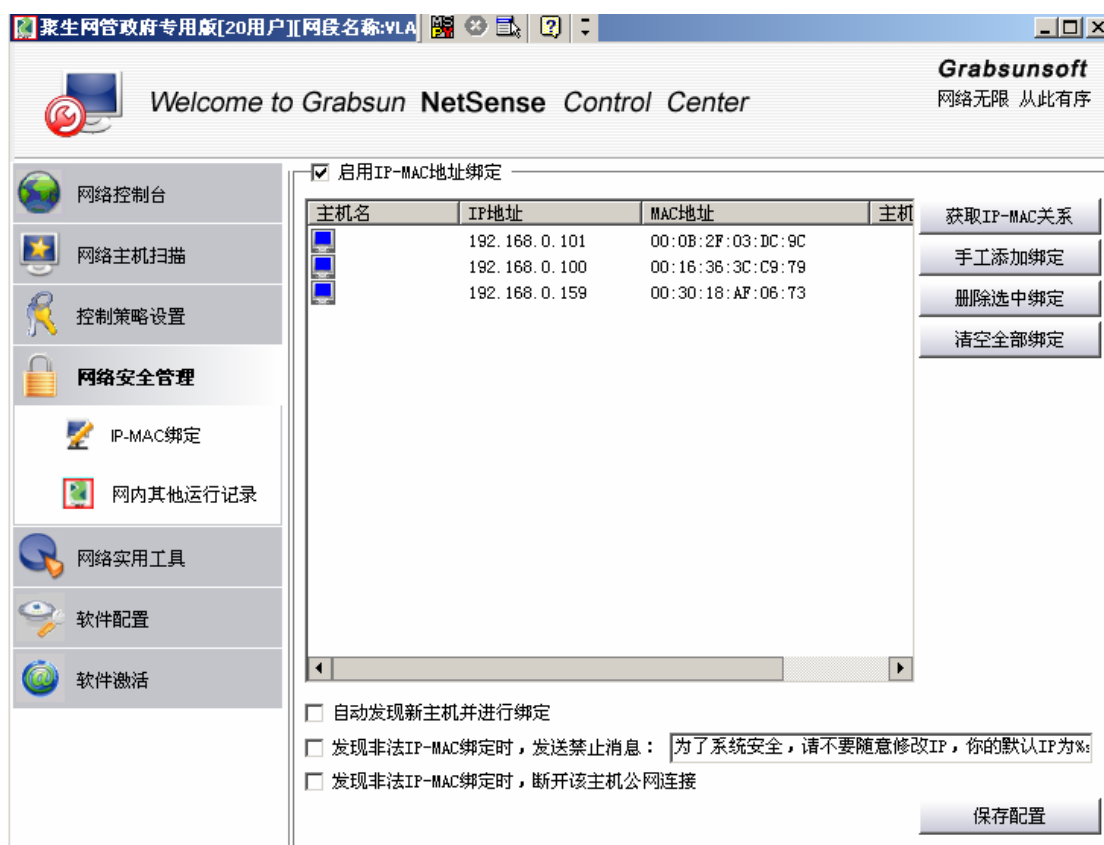 聚生网管政府专用版[20用户][网段名称:VLA
Welcome to Grabsun NetSense Control Center
Grabsunsoft
网络无限 从此有序
网络控制台
网络主机扫描
控制策略设置
网络安全管理
IP-MAC绑定
网内其他运行记录
网络实用工具
软件配置
软件激活
启用IP-MAC地址绑定
主机名 IP地址 MAC地址 主机
192.168.0.101 00:0B:2F:03:DC:9C
192.168.0.100 00:16:36:3C:C9:79
192.168.0.159 00:30:18:AF:06:73
获取IP-MAC关系
手工添加绑定
删除选中绑定
清空全部绑定
自动发现新主机并进行绑定
发现非法IP-MAC绑定时，发送禁止消息： 为了系统安全，请不要随意修改IP，你的默认IP为%s
发现非法IP-MAC绑定时，断开该主机公网连接
保存配置